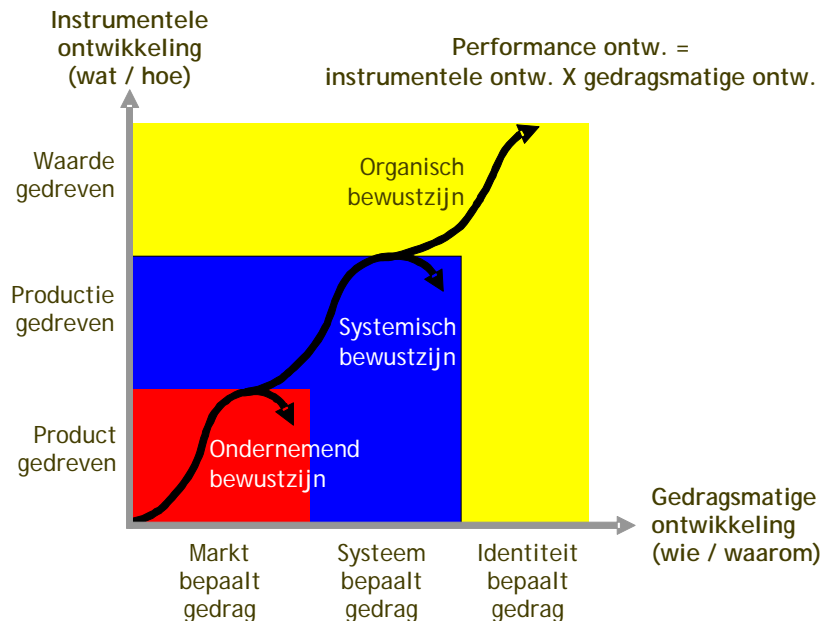 Instrumentele
ontwikkeling
(wat / hoe)
Performance ontw. =
instrumentele ontw. X gedragsmatige ontw.
Waarde
gedreven
Organisch
bewustzijn
Productie
gedreven
Systemisch
bewustzijn
Product
gedreven
Ondernemend
bewustzijn
Gedragsmatige
ontwikkeling
(wie / waarom)
Markt
bepaalt
gedrag
Systeem
bepaalt
gedrag
Identiteit
bepaalt
gedrag